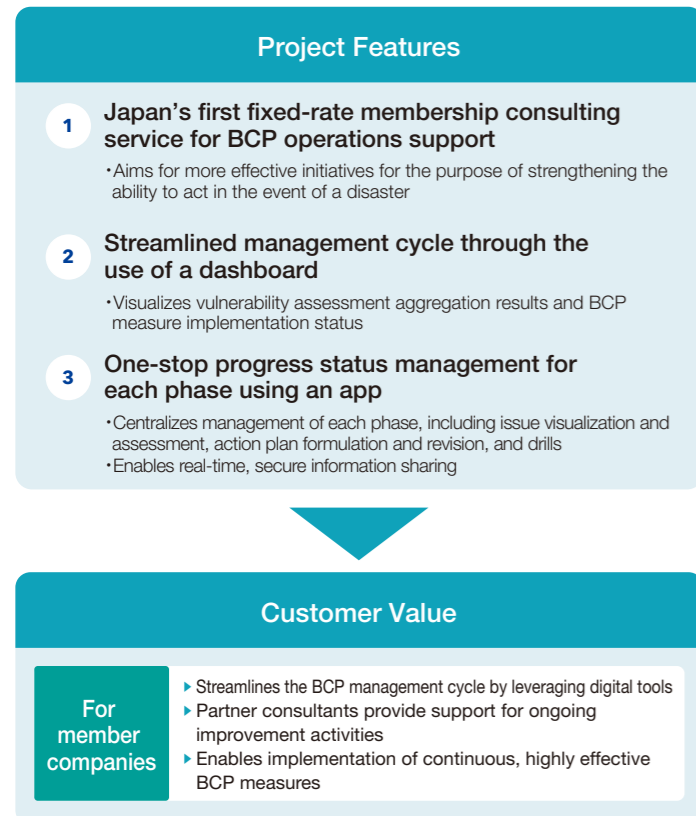 Project Features
1
Japan's first fixed-rate membership consulting
service for BCP operations support
・Aims for more effective initiatives for the purpose of strengthening the
ability to act in the event of a disaster
2
Streamlined management cycle through the
use of a dashboard
・Visualizes vulnerability assessment aggregation results and BCP
measure implementation status
3
One-stop progress status management for
each phase using an app
・Centralizes management of each phase, including issue visualization and
assessment, action plan formulation and revision, and drills
・Enables real-time, secure information sharing
Customer Value
For
member
companies
▶ Streamlines the BCP management cycle by leveraging digital tools
▶ Partner consultants provide support for ongoing
improvement activities
▶ Enables implementation of continuous, highly effective
BCP measures